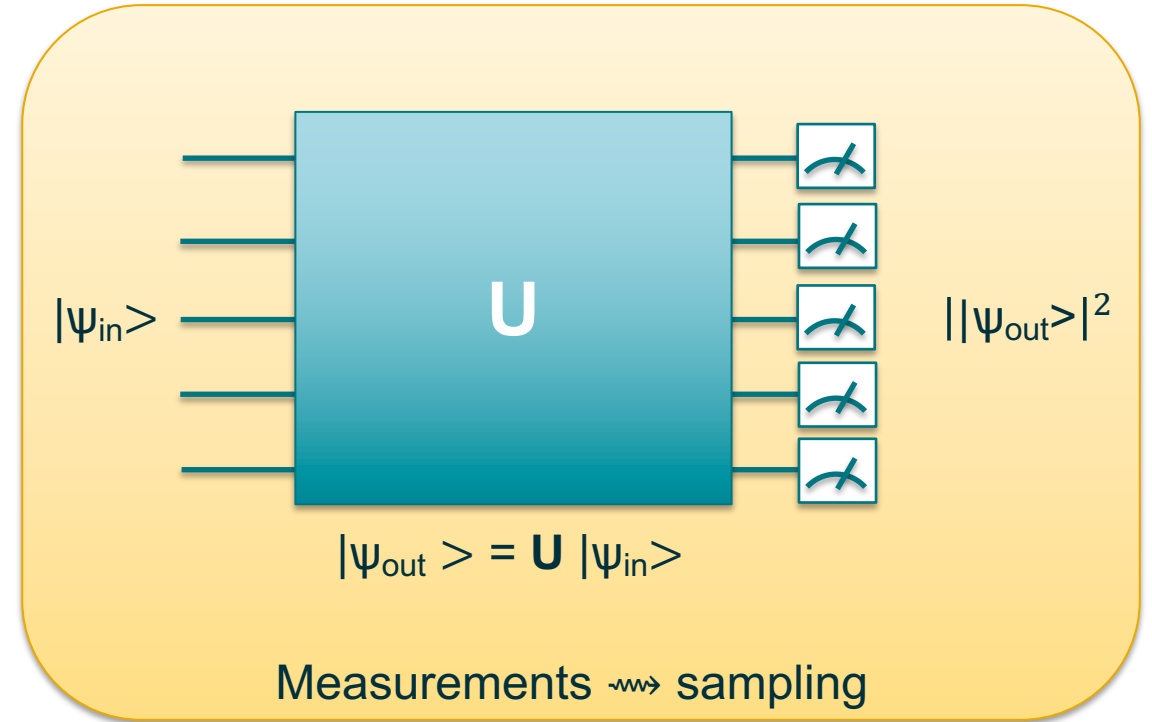 U
|ψin>
||ψout>|²
|ψout > = U |ψin>
Measurements ⇝ sampling